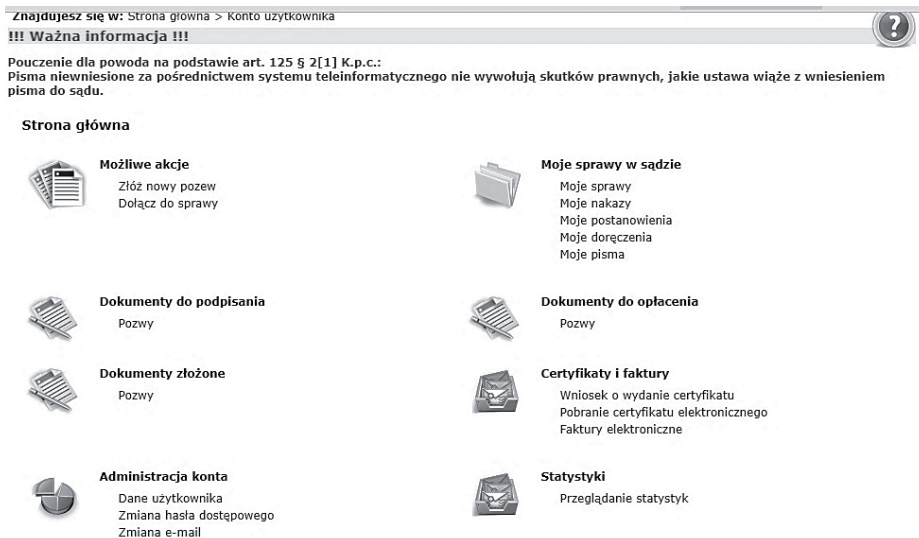 Znajdujesz się w: Strona główna > Konto użytkownika
!!! Ważna informacja !!!
?
Pouczenie dla powoda na podstawie art. 125 § 2[1] K.p.c.:
Pisma niewniesione za pośrednictwem systemu teleinformatycznego nie wywołują skutków prawnych, jakie ustawa wiąże z wniesieniem
pisma do sądu.
Strona główna
Możliwe akcje
Złóż nowy pozew
Dołącz do sprawy
Moje sprawy w sądzie
Moje sprawy
Moje nakazy
Moje postanowienia
Moje doręczenia
Moje pisma
Dokumenty do podpisania
Pozwy
Dokumenty do opłacenia
Pozwy
Dokumenty złożone
Pozwy
Certyfikaty i faktury
Wniosek o wydanie certyfikatu
Pobranie certyfikatu elektronicznego
Faktury elektroniczne
Administracja konta
Dane użytkownika
Zmiana hasła dostępowego
Zmiana e-mail
Statystyki
Przeglądanie statystyk